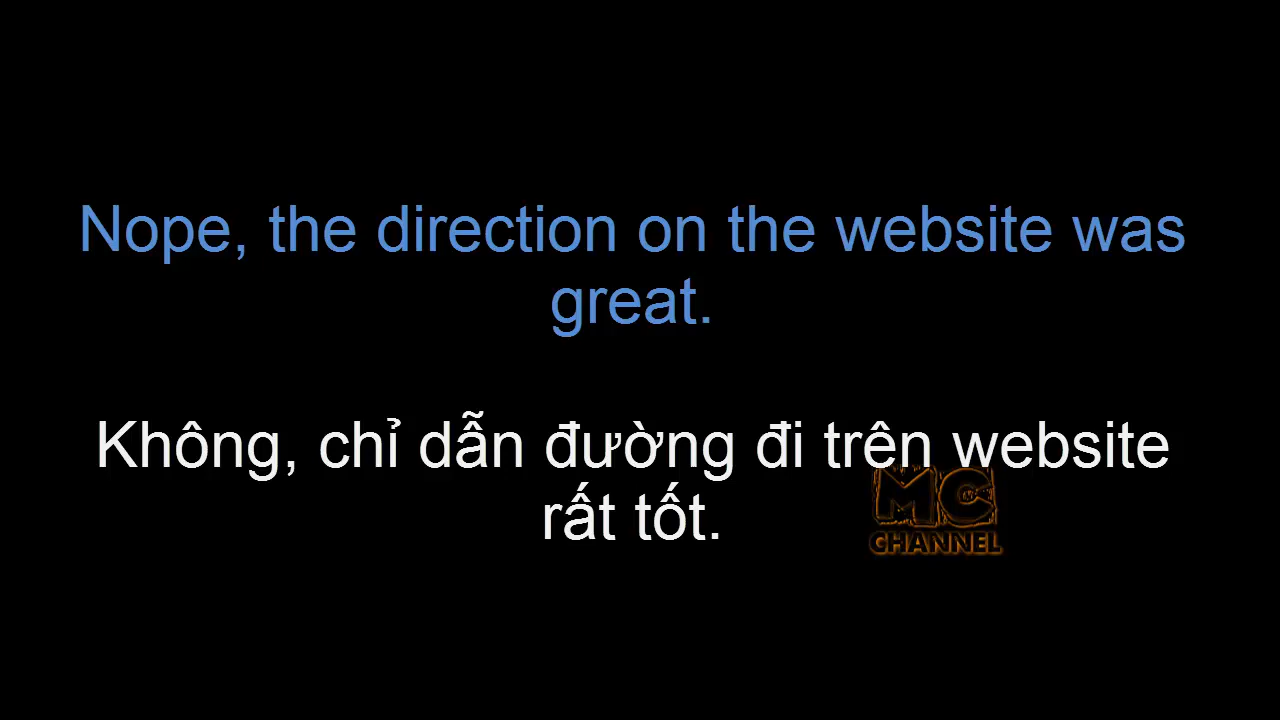 Nope, the direction on the website was
great.
Không, chỉ dẫn đường đi trên website
rất tốt.
MC
CHANNEL